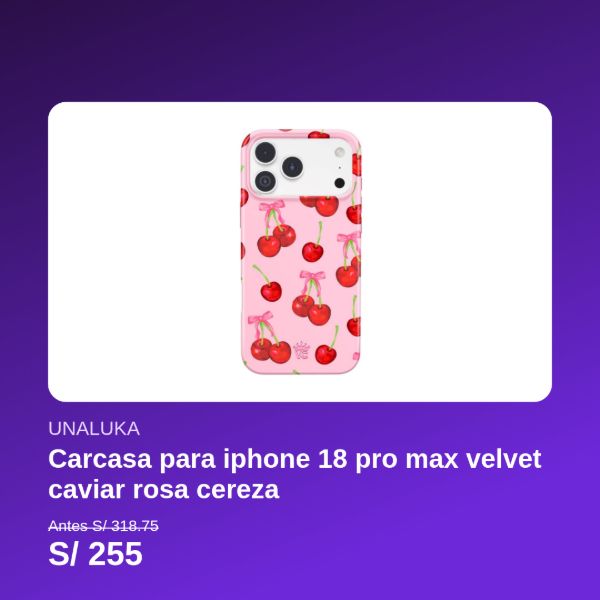 UNALUKA
Carcasa para iphone 18 pro max velvet
caviar rosa cereza
Antes S/ 318.75
S/ 255